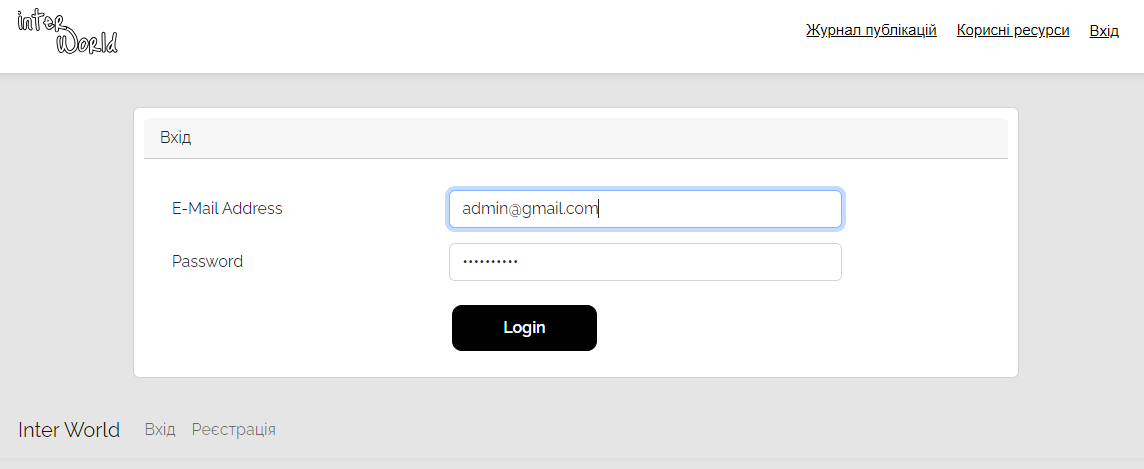 inter
World
Журнал публікацій Корисні ресурси Вхід
Вхід
E-Mail Address admin@gmail.com
Password ••••••••••
Login
Inter World Вхід Реєстрація